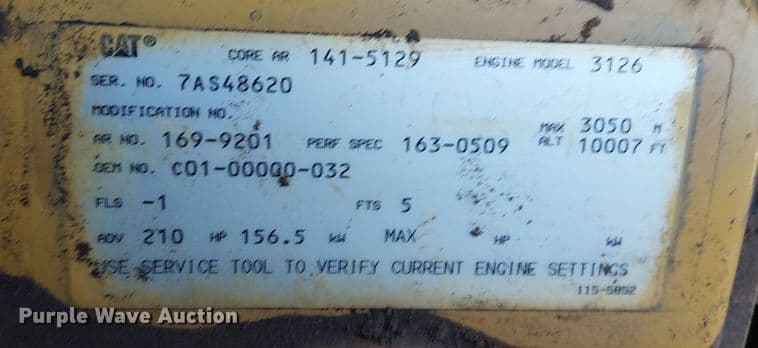 CAT® CORE AR 141-5129 ENGINE MODEL 3126
SER. NO. 7AS48620
MODIFICATION NO.
AR NO. 169-9201 PERF SPEC 163-0509 MAX ALT 3050 M 10007 FT
OEM NO. C01-00000-032
FLS -1 FTS 5
ADV 210 HP 156.5 kW MAX HP kW
USE SERVICE TOOL TO VERIFY CURRENT ENGINE SETTINGS
115-5852
Purple Wave Auction